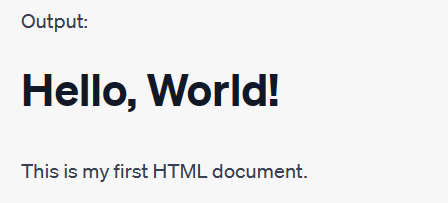 Output:
Hello, World!
This is my first HTML document.